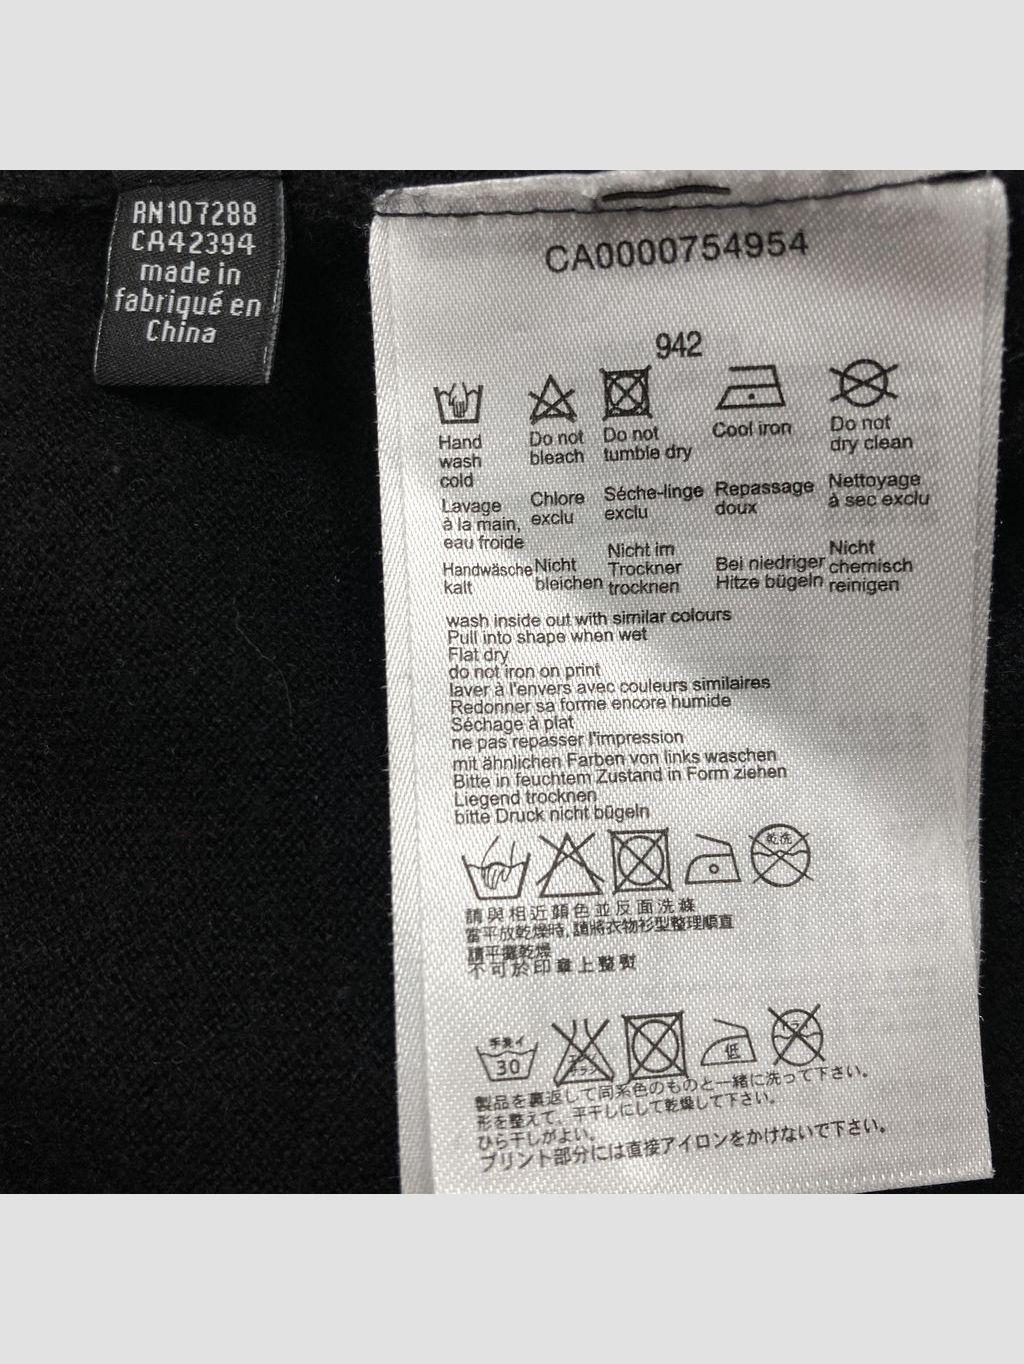 RN107288
CA42394
made in
fabriqué en
China
CA0000754954
942
Hand wash cold
Do not bleach
Do not tumble dry
Cool iron
Do not dry clean
Lavage à la main, eau froide
Chlore exclu
Séche-linge exclu
Repassage doux
Nettoyage à sec exclu
Handwäsche kalt
Nicht bleichen
Nicht im Trockner trocknen
Bei niedriger Hitze bügeln
Nicht chemisch reinigen
wash inside out with similar colours
Pull into shape when wet
Flat dry
do not iron on print
laver à l'envers avec couleurs similaires
Redonner sa forme encore humide
Séchage à plat
ne pas repasser l'impression
mit ähnlichen Farben von links waschen
Bitte in feuchtem Zustand in Form ziehen
Liegend trocknen
bitte Druck nicht bügeln
乾洗
請與相近顏色並反面洗滌
當平放乾燥時,請將衣物衫型整理順直
請平攤乾燥
不可於印章上整熨
手洗イ
30
低
製品を裏返して同系色のものと一緒に洗って下さい。
形を整えて、平干しにして乾燥して下さい。
ひら干しがよい。
プリント部分には直接アイロンをかけないで下さい。